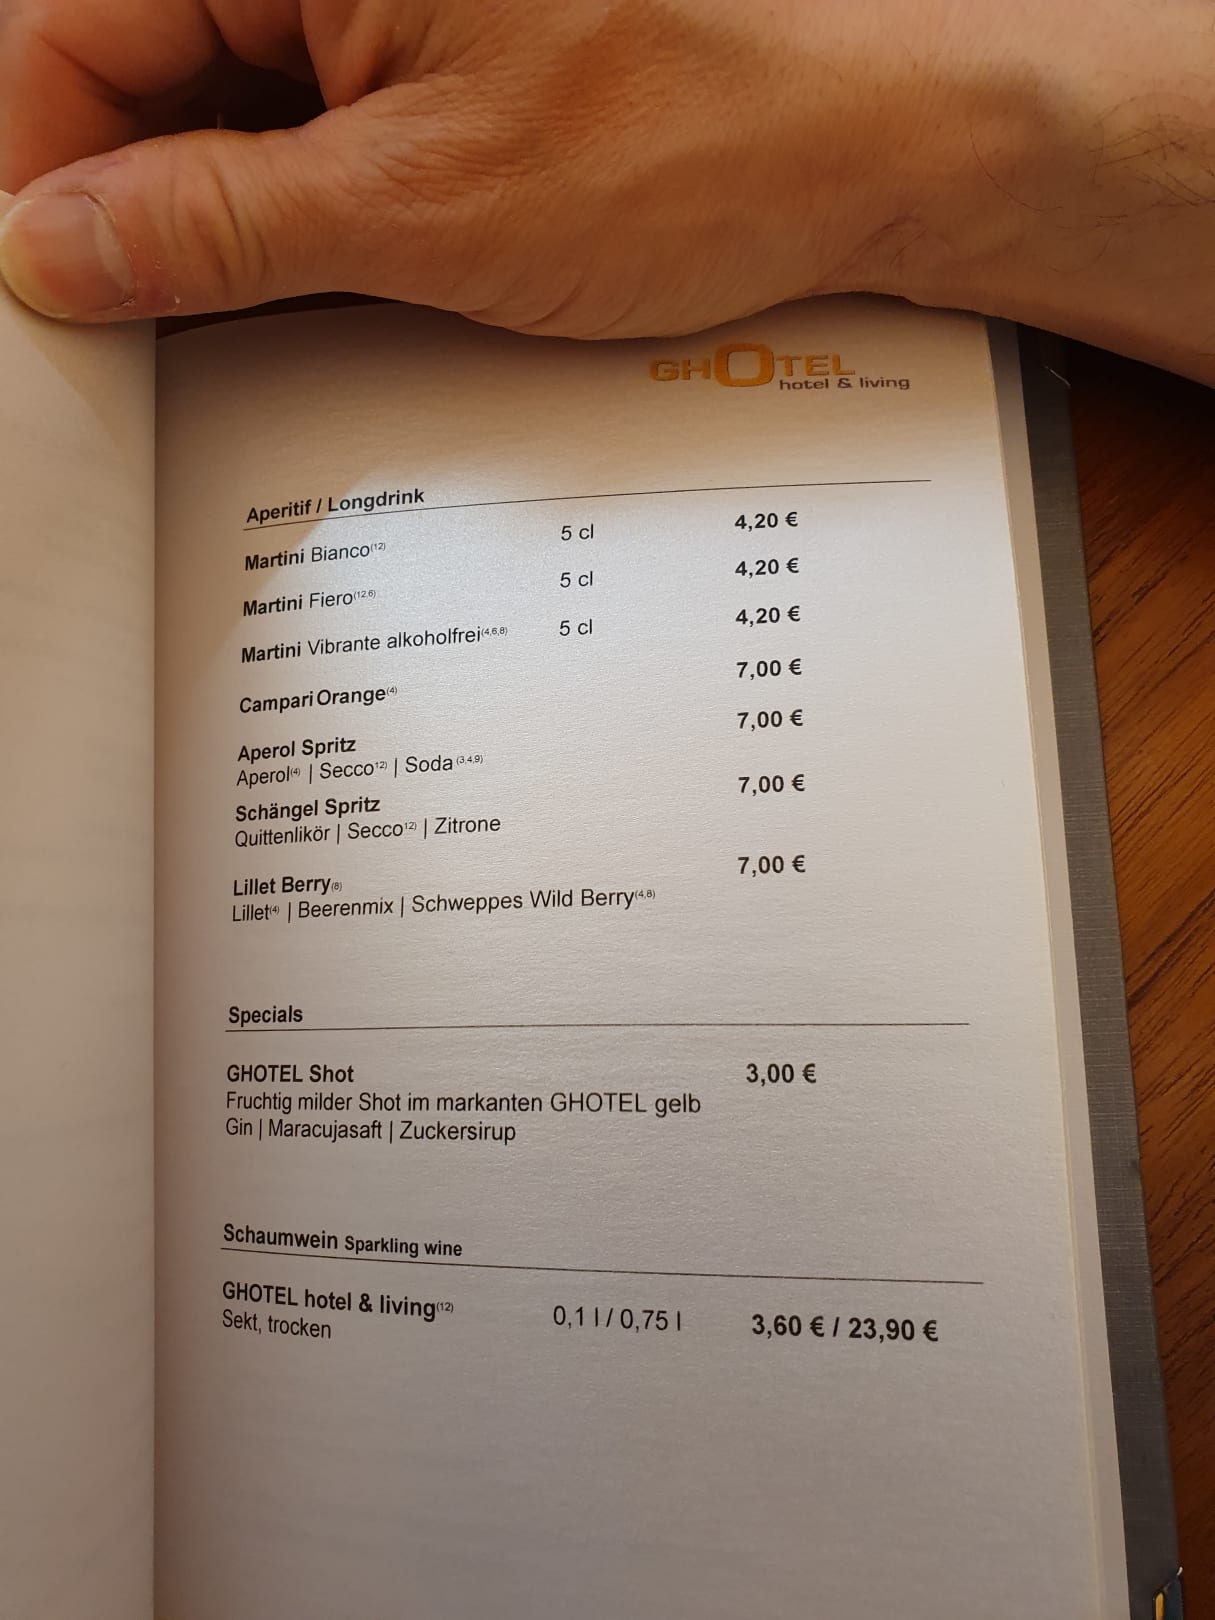 GHOTEL
hotel & living
Aperitif / Longdrink
Martini Bianco(12) 5 cl 4,20 €
Martini Fiero(12,6) 5 cl 4,20 €
Martini Vibrante alkoholfrei(4,6,8) 5 cl 4,20 €
Campari Orange(4) 7,00 €
Aperol Spritz 7,00 €
Aperol(4) | Secco12) | Soda (3,4,9)
Schängel Spritz 7,00 €
Quittenlikör | Secco12) | Zitrone
Lillet Berry(8) 7,00 €
Lillet(4) | Beerenmix | Schweppes Wild Berry(4,8)
Specials
GHOTEL Shot 3,00 €
Fruchtig milder Shot im markanten GHOTEL gelb
Gin | Maracujasaft | Zuckersirup
Schaumwein Sparkling wine
GHOTEL hotel & living(12) 0,1 l / 0,75 l 3,60 € / 23,90 €
Sekt, trocken